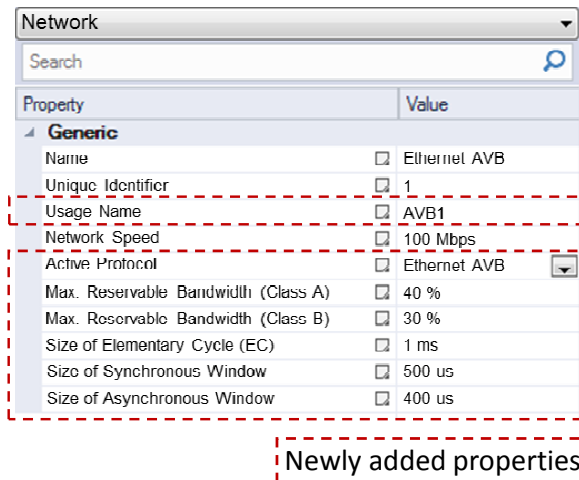 Network
Search
Property Value
Generic
Name Ethernet AVB
Unique Identifier 1
Usage Name AVB1
Network Speed 100 Mbps
Active Protocol Ethernet AVB
Max. Reservable Bandwidth (Class A) 40 %
Max. Reservable Bandwidth (Class B) 30 %
Size of Elementary Cycle (EC) 1 ms
Size of Synchronous Window 500 us
Size of Asynchronous Window 400 us
Newly added properties